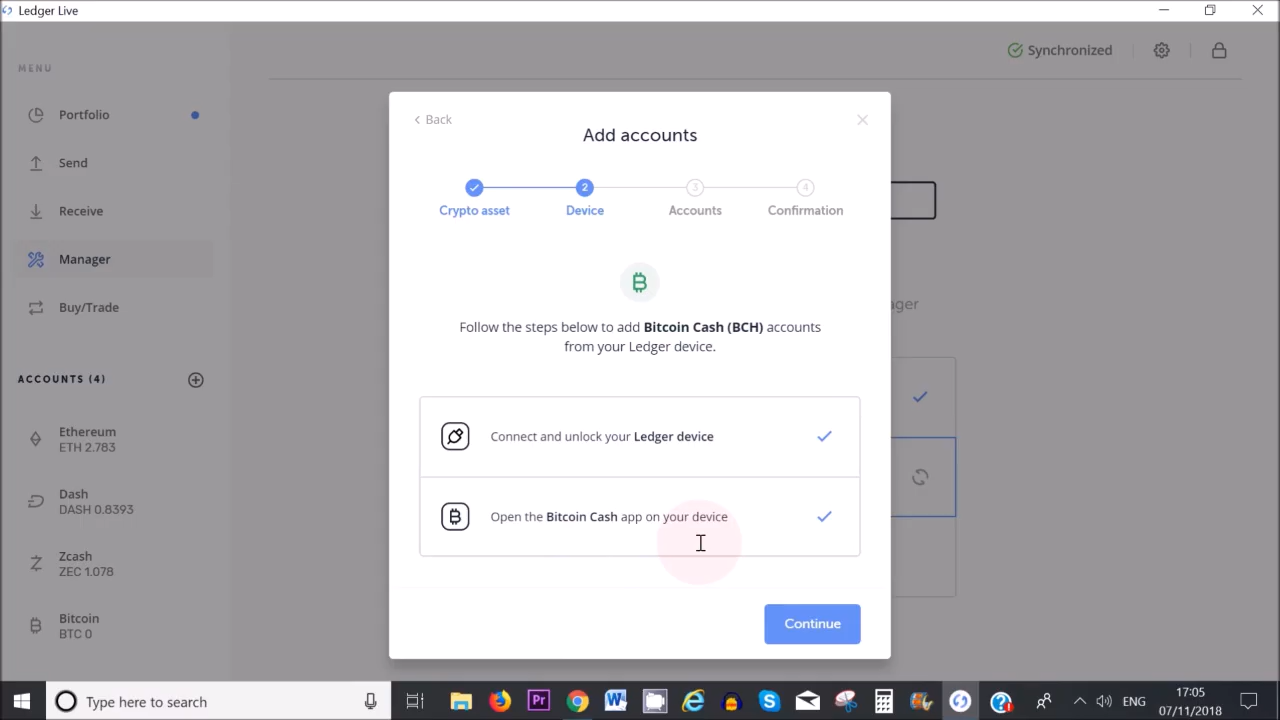 Ledger Live
MENU
Portfolio
Send
Receive
Manager
Buy/Trade
ACCOUNTS (4)
Ethereum
ETH 2.783
Dash
DASH 0.8393
Zcash
ZEC 1.078
Bitcoin
BTC 0
Synchronized
ager
Back
Add accounts
2
3
4
Crypto asset
Device
Accounts
Confirmation
Follow the steps below to add Bitcoin Cash (BCH) accounts
from your Ledger device.
Connect and unlock your Ledger device
Open the Bitcoin Cash app on your device
Continue
Type here to search
Pr
ENG
17:05
07/11/2018